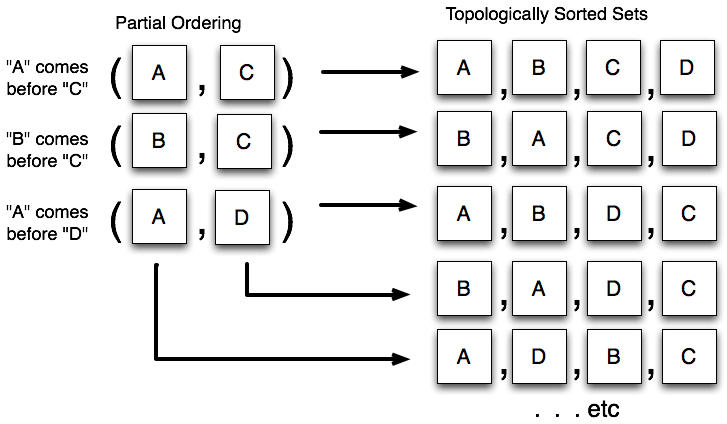 Partial Ordering
Topologically Sorted Sets
"A" comes
before "C"
( A , C )
A , B , C , D
"B" comes
before "C"
( B , C )
B , A , C , D
"A" comes
before "D"
( A , D )
A , B , D , C
B , A , D , C
A , D , B , C
. . . etc